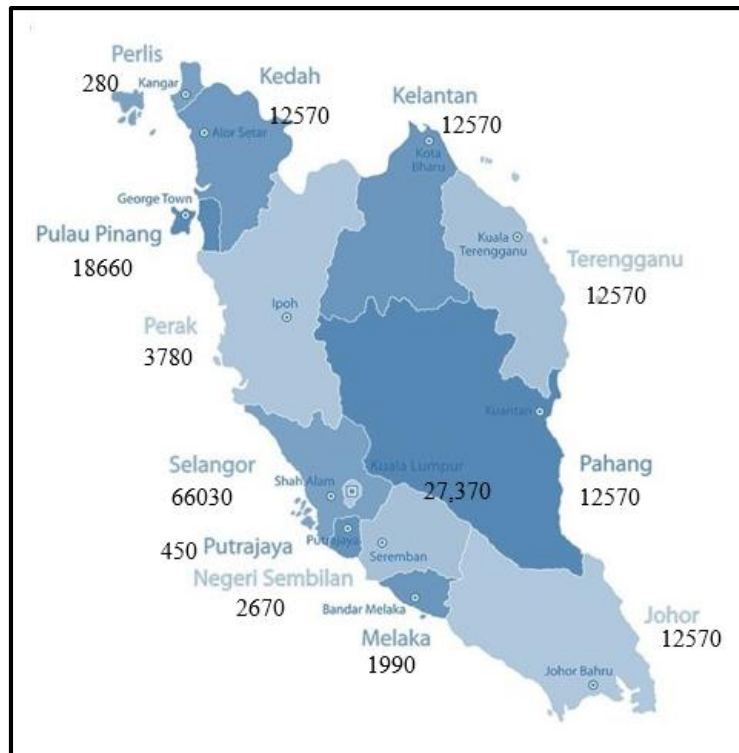 Perlis
280
Kangar
Kedah
12570
Alor Setar
Kelantan
12570
Kota
Bharu
George Town
Pulau Pinang
18660
Kuala
Terengganu
Terengganu
12570
Ipoh
Perak
3780
Kuantan
Selangor
66030
Shah Alam
Kuala Lumpur
27,370
Pahang
12570
450 Putrajaya
Putrajaya
Seremban
Negeri Sembilan
2670
Bandar Melaka
Melaka
1990
Johor
12570
Johor Bahru